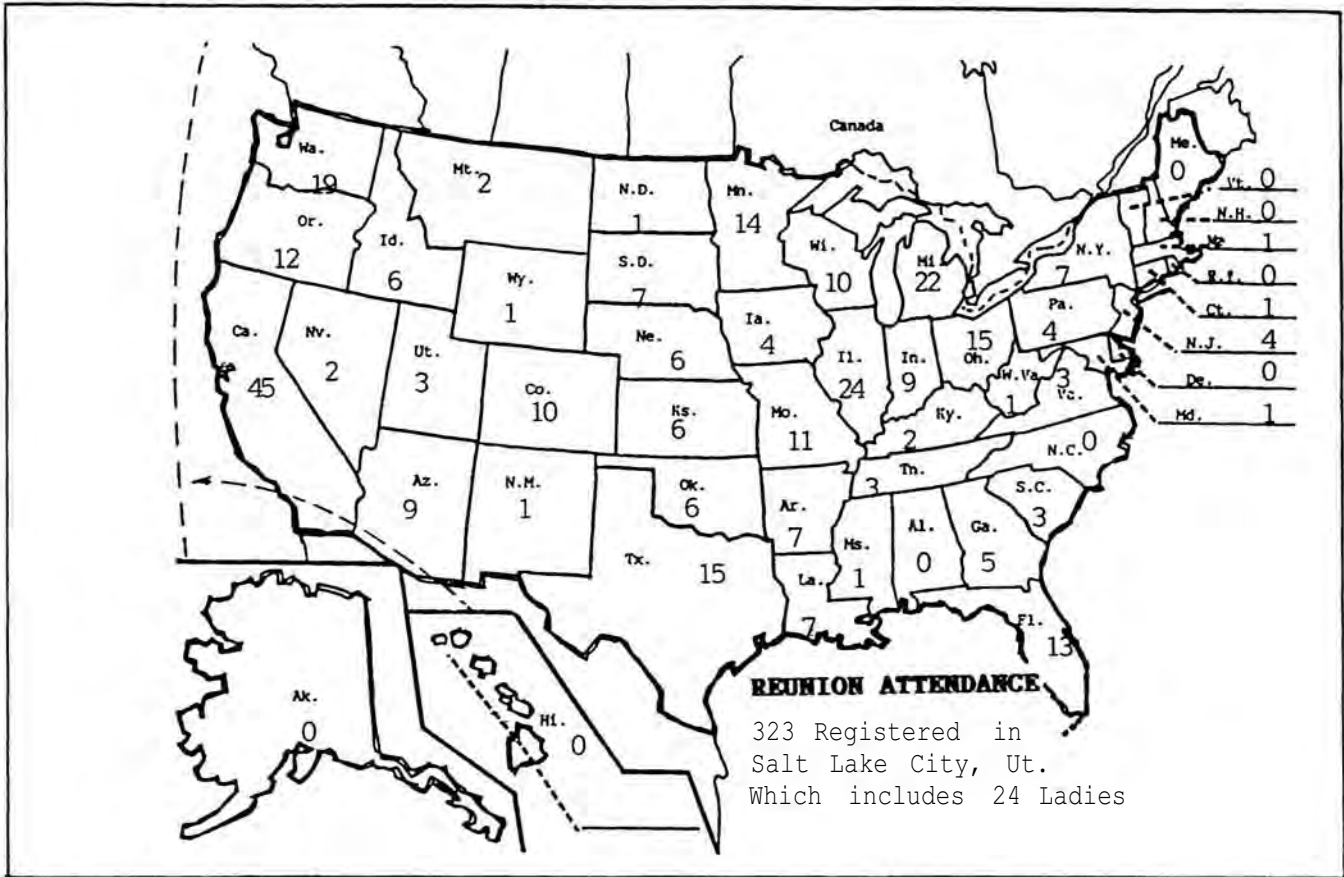 Canada
Wa.
19
Or.
12
Ca.
45
Nv.
2
Id.
6
Mt.
2
Wy.
1
Ut.
3
Co.
10
Az.
9
N.M.
1
N.D.
1
S.D.
7
Ne.
6
Ks.
6
Ok.
6
Tx.
15
Mn.
14
Ia.
4
Mo.
11
Ar.
7
La.
7
Wi.
10
Il.
24
Mi
22
In.
9
Oh.
15
Ky.
2
Tn.
3
Ms.
1
Al.
0
Ga.
5
Fl.
13
S.C.
3
N.C.
0
Va.
3
W.Va
1
Pa.
4
N.Y.
7
Me.
0
Vt. 0
N.H. 0
Ma 1
R.I. 0
Ct. 1
N.J. 4
De. 0
Md. 1
Ak.
0
Hi.
0
REUNION ATTENDANCE
323 Registered in
Salt Lake City, Ut.
Which includes 24 Ladies